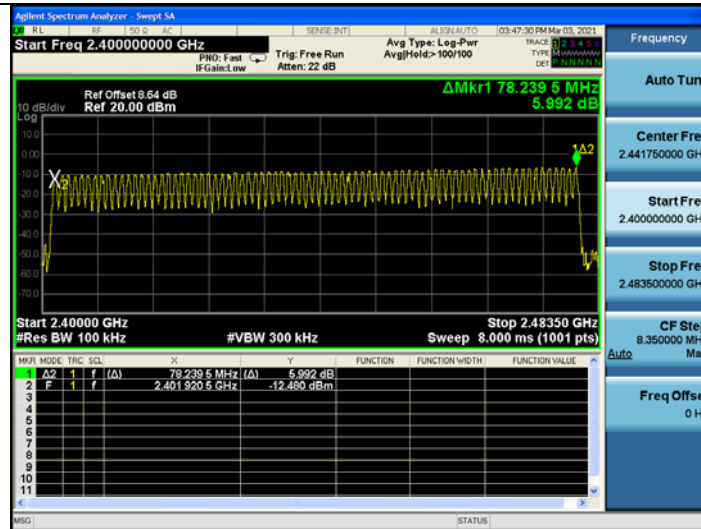 Agilent Spectrum Analyzer - Swept SA
RL RF 50 Ω AC SENSE:INT ALIGNAUTO 03:47:30 PM Mar 03, 2021
Start Freq 2.400000000 GHz
PNO: Fast
IFGain:Low
Trig: Free Run
Atten: 22 dB
Avg Type: Log-Pwr
Avg|Hold:>100/100
TRACE 1 2 3 4 5 6
TYPE M
DET P N N N N N
ΔMkr1 78.239 5 MHz
5.992 dB
Ref Offset 8.64 dB
Ref 20.00 dBm
10 dB/div
Log
10.0
0.00
-10.0
-20.0
-30.0
-40.0
-50.0
-60.0
-70.0
X2
1Δ2
Start 2.40000 GHz Stop 2.48350 GHz
#Res BW 100 kHz #VBW 300 kHz Sweep 8.000 ms (1001 pts)
MKR MODE TRC SCL X Y FUNCTION FUNCTION WIDTH FUNCTION VALUE
1 Δ2 1 f (Δ) 78.239 5 MHz (Δ) 5.992 dB
2 F 1 f 2.401 920 5 GHz -12.480 dBm
3
4
5
6
7
8
9
10
11
MSG STATUS
Frequency
Auto Tun
Center Fre
2.441750000 GH
Start Fre
2.400000000 GH
Stop Fre
2.483500000 GH
CF Ste
8.350000 MH
Auto Ma
Freq Offse
0 H